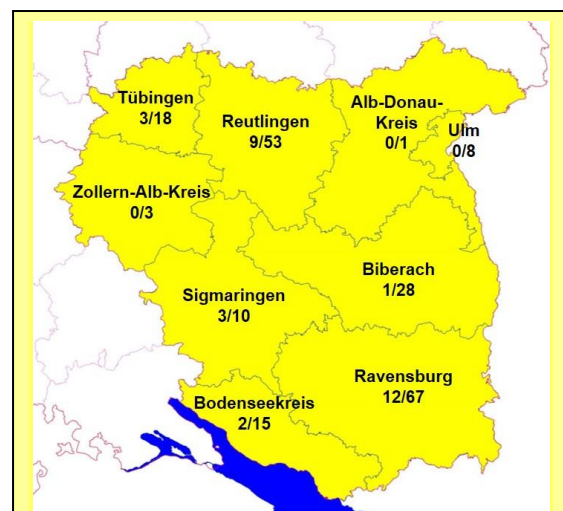 Tübingen
3/18
Reutlingen
9/53
Alb-Donau-
Kreis
0/1
Ulm
0/8
Zollern-Alb-Kreis
0/3
Biberach
1/28
Sigmaringen
3/10
Ravensburg
12/67
Bodenseekreis
2/15